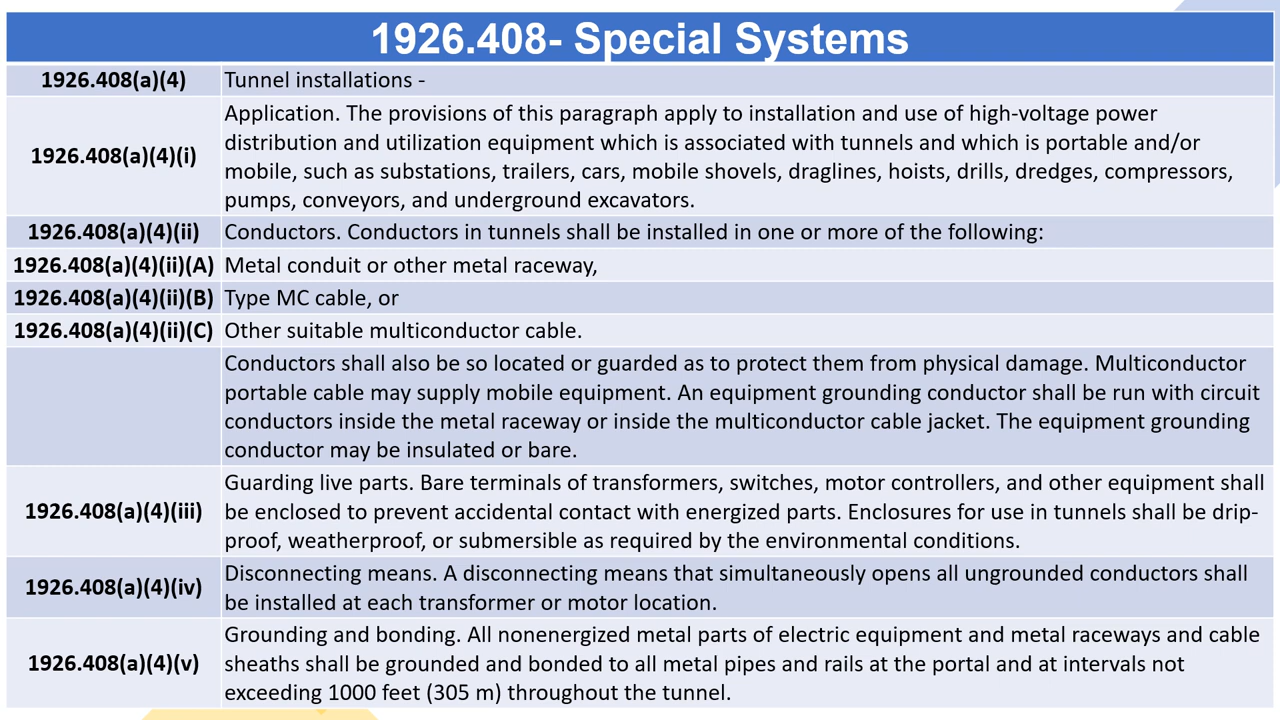 1926.408- Special Systems
1926.408(a)(4)
Tunnel installations -
1926.408(a)(4)(i)
Application. The provisions of this paragraph apply to installation and use of high-voltage power
distribution and utilization equipment which is associated with tunnels and which is portable and/or
mobile, such as substations, trailers, cars, mobile shovels, draglines, hoists, drills, dredges, compressors,
pumps, conveyors, and underground excavators.
1926.408(a)(4)(ii)
Conductors. Conductors in tunnels shall be installed in one or more of the following:
1926.408(a)(4)(ii)(A)
Metal conduit or other metal raceway,
1926.408(a)(4)(ii)(B)
Type MC cable, or
1926.408(a)(4)(ii)(C)
Other suitable multiconductor cable.
Conductors shall also be so located or guarded as to protect them from physical damage. Multiconductor
portable cable may supply mobile equipment. An equipment grounding conductor shall be run with circuit
conductors inside the metal raceway or inside the multiconductor cable jacket. The equipment grounding
conductor may be insulated or bare.
1926.408(a)(4)(iii)
Guarding live parts. Bare terminals of transformers, switches, motor controllers, and other equipment shall
be enclosed to prevent accidental contact with energized parts. Enclosures for use in tunnels shall be drip-
proof, weatherproof, or submersible as required by the environmental conditions.
1926.408(a)(4)(iv)
Disconnecting means. A disconnecting means that simultaneously opens all ungrounded conductors shall
be installed at each transformer or motor location.
1926.408(a)(4)(v)
Grounding and bonding. All nonenergized metal parts of electric equipment and metal raceways and cable
sheaths shall be grounded and bonded to all metal pipes and rails at the portal and at intervals not
exceeding 1000 feet (305 m) throughout the tunnel.